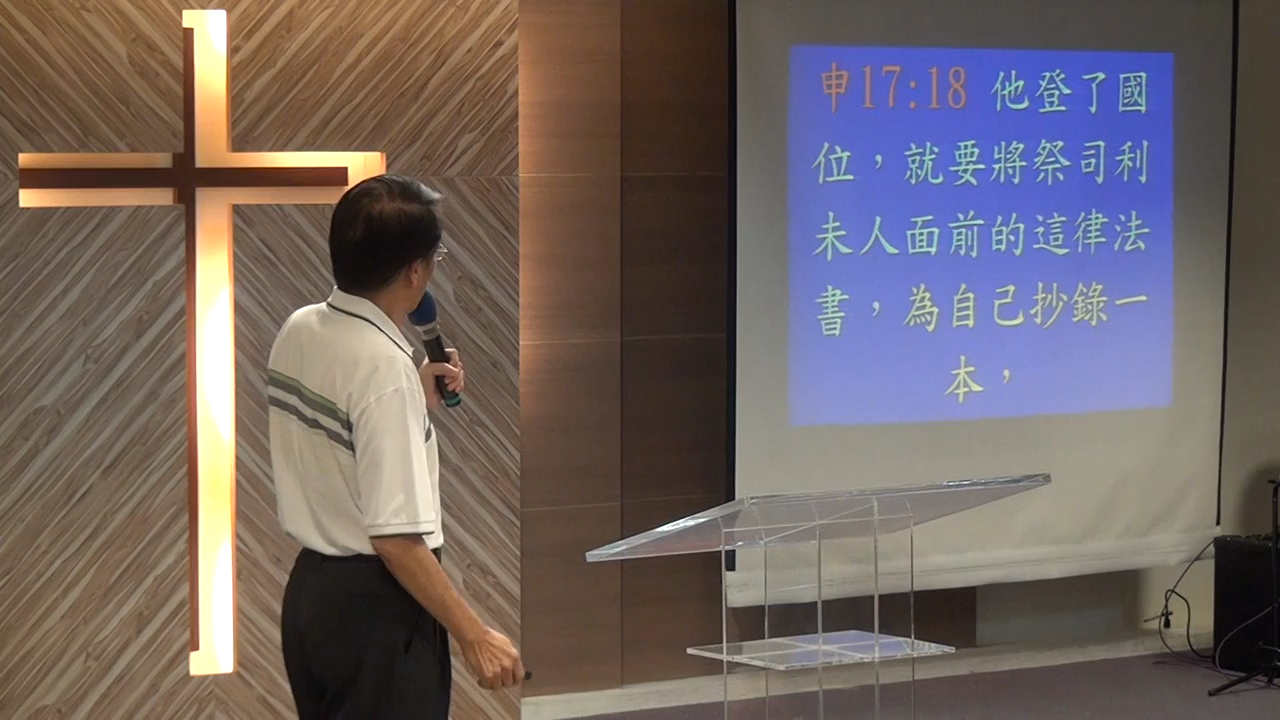 申17:18 他登了國
位，就要將祭司利
未人面前的這律法
書，為自己抄錄一
本，